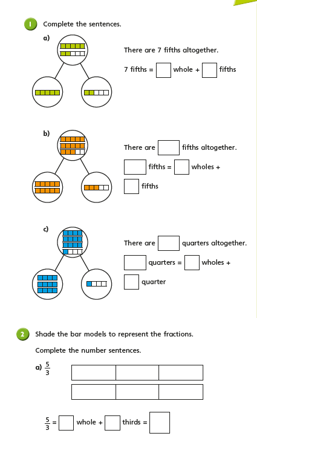 1 Complete the sentences.
a)
There are 7 fifths altogether.
7 fifths = whole + fifths
b)
There are fifths altogether.
fifths = wholes +
fifths
c)
There are quarters altogether.
quarters = wholes +
quarter
2 Shade the bar models to represent the fractions.
Complete the number sentences.
a) 5/3
5/3 = whole + thirds =